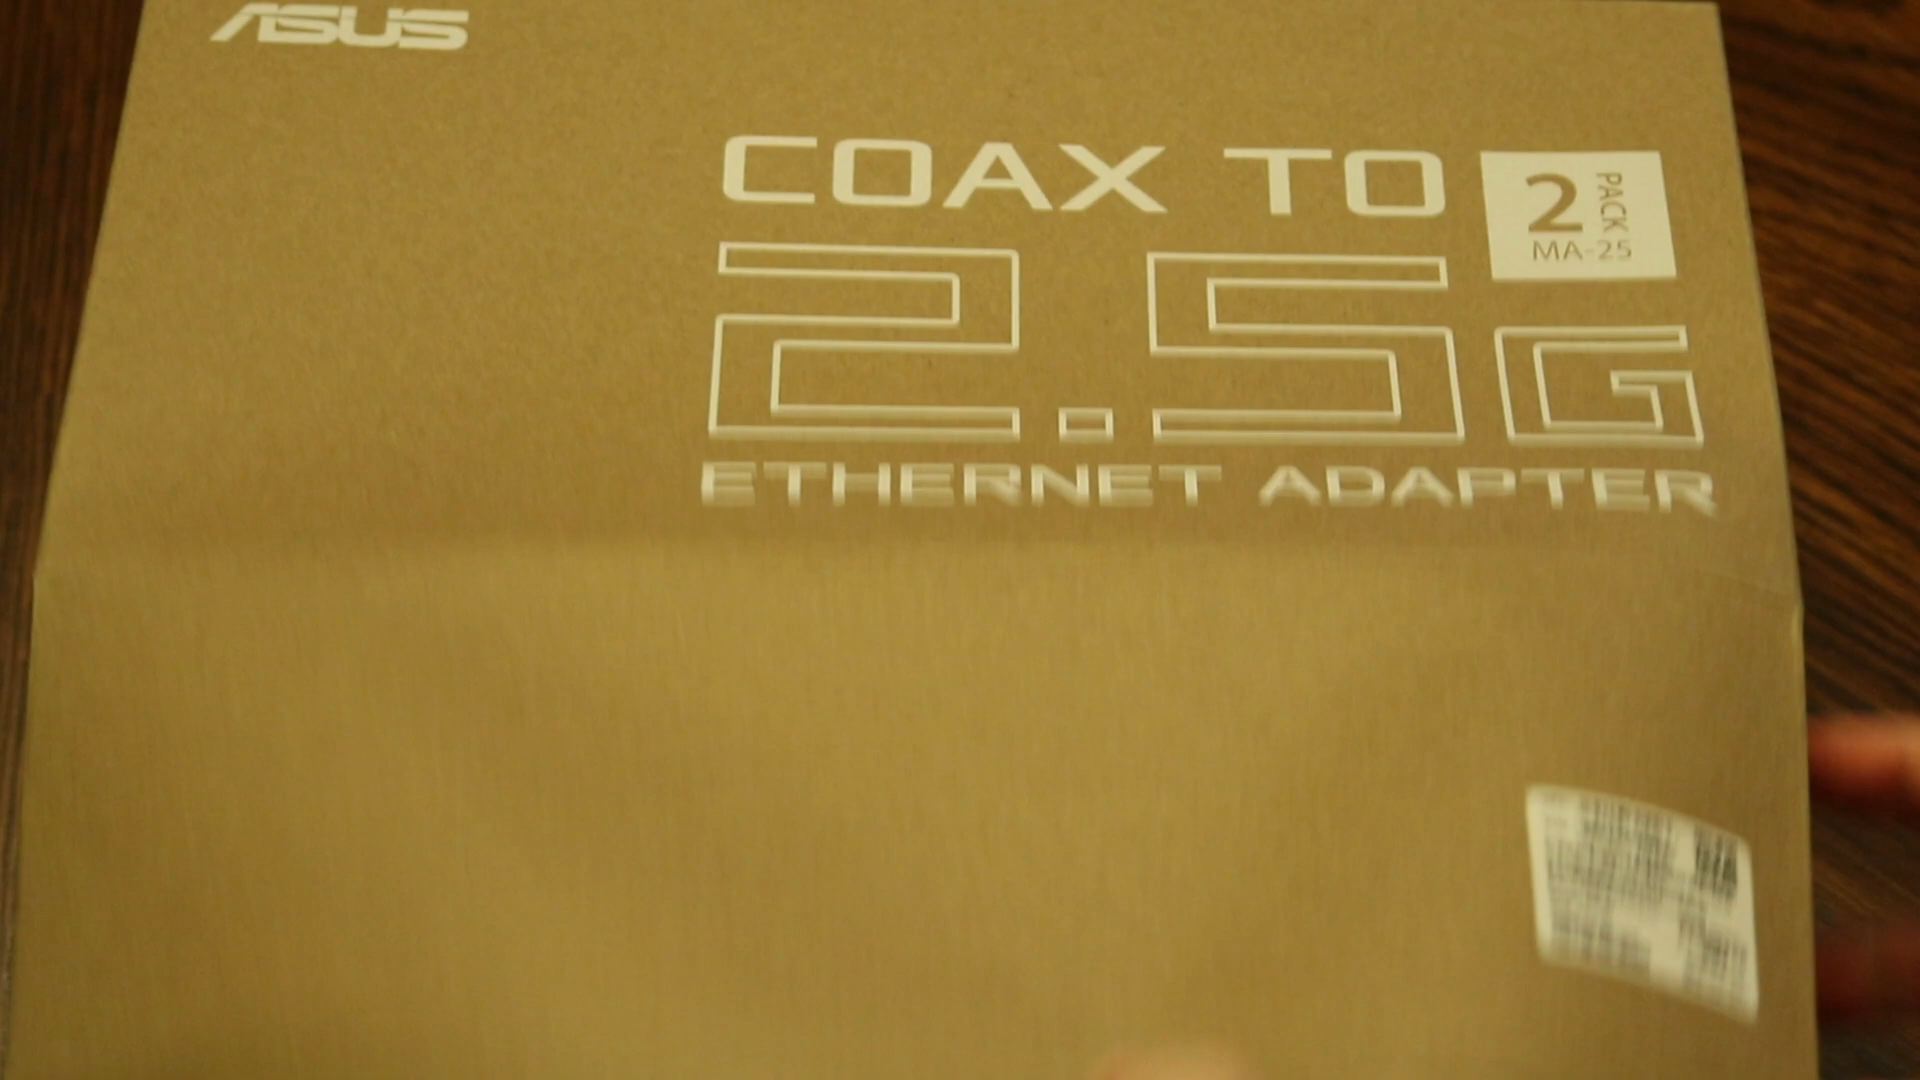 ASUS
COAX TO
2 PACK
MA-25
2.5G
ETHERNET ADAPTER